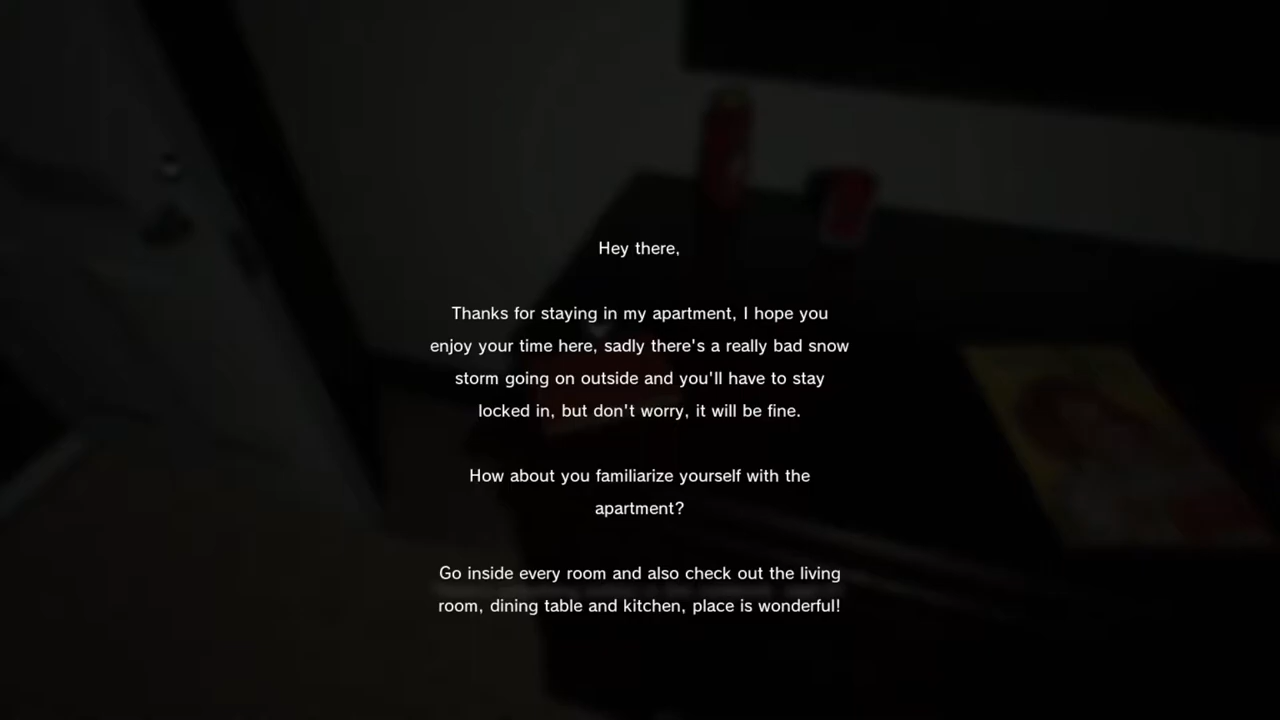 Hey there,
Thanks for staying in my apartment, I hope you
enjoy your time here, sadly there's a really bad snow
storm going on outside and you'll have to stay
locked in, but don't worry, it will be fine.
How about you familiarize yourself with the
apartment?
Go inside every room and also check out the living
room, dining table and kitchen, place is wonderful!